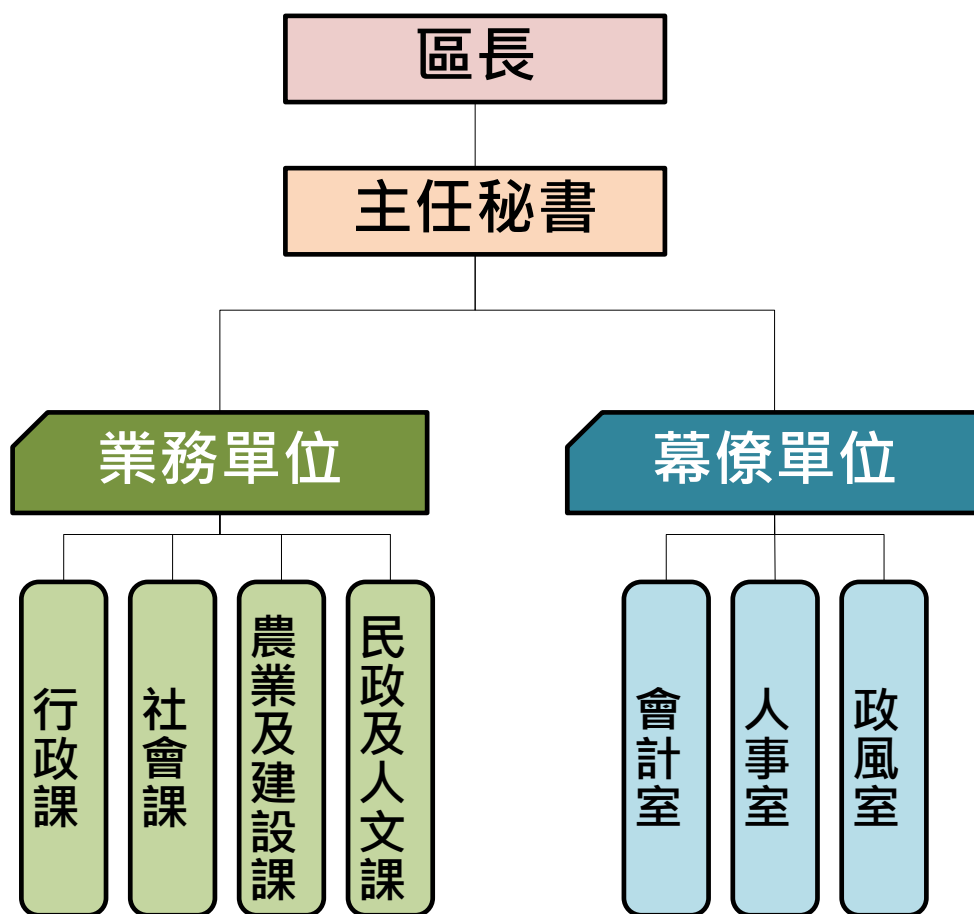 區長
主任秘書
業務單位
幕僚單位
行政課
社會課
農業及建設課
民政及人文課
會計室
人事室
政風室